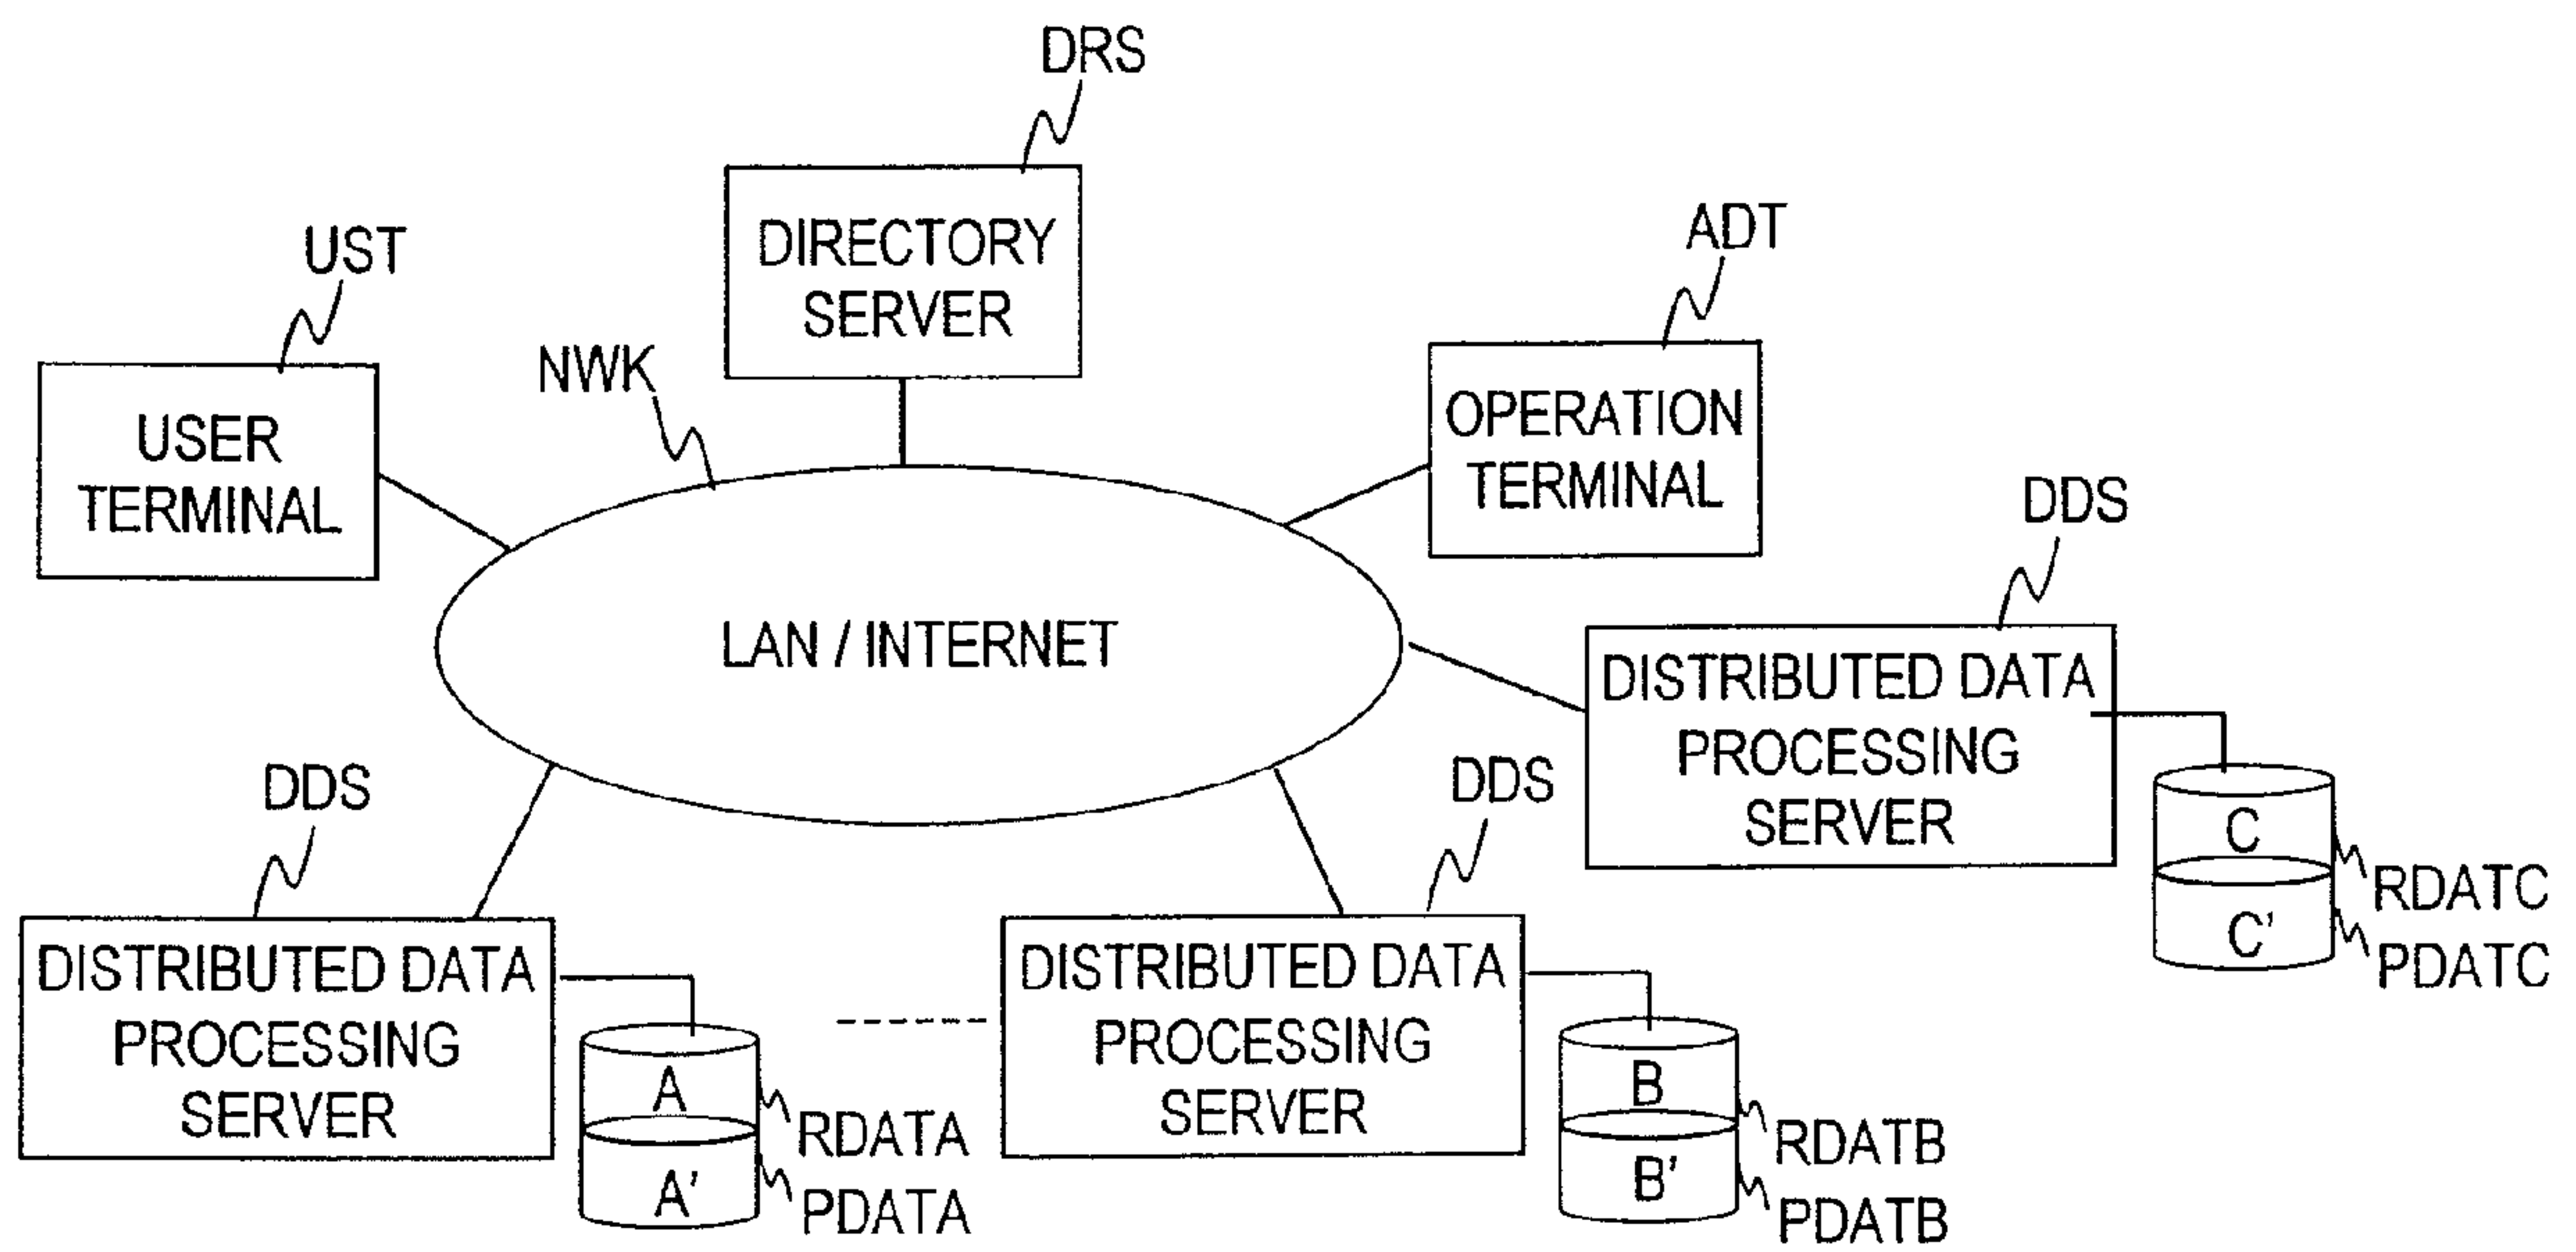 DRS
DIRECTORY
SERVER
UST
USER
TERMINAL
NWK
ADT
OPERATION
TERMINAL
LAN / INTERNET
DDS
DISTRIBUTED DATA
PROCESSING
SERVER
C
C'
RDATC
PDATC
DDS
DISTRIBUTED DATA
PROCESSING
SERVER
A
A'
RDATA
PDATA
DDS
DISTRIBUTED DATA
PROCESSING
SERVER
B
B'
RDATB
PDATB